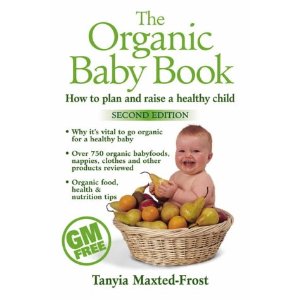 The
Organic
Baby Book
How to plan and raise a healthy child
SECOND EDITION
• Why it's vital to go organic
for a healthy baby
• Over 750 organic babyfoods,
nappies, clothes and other
products reviewed
• Organic food,
health &
nutrition tips
GM
FREE
Tanyia Maxted-Frost